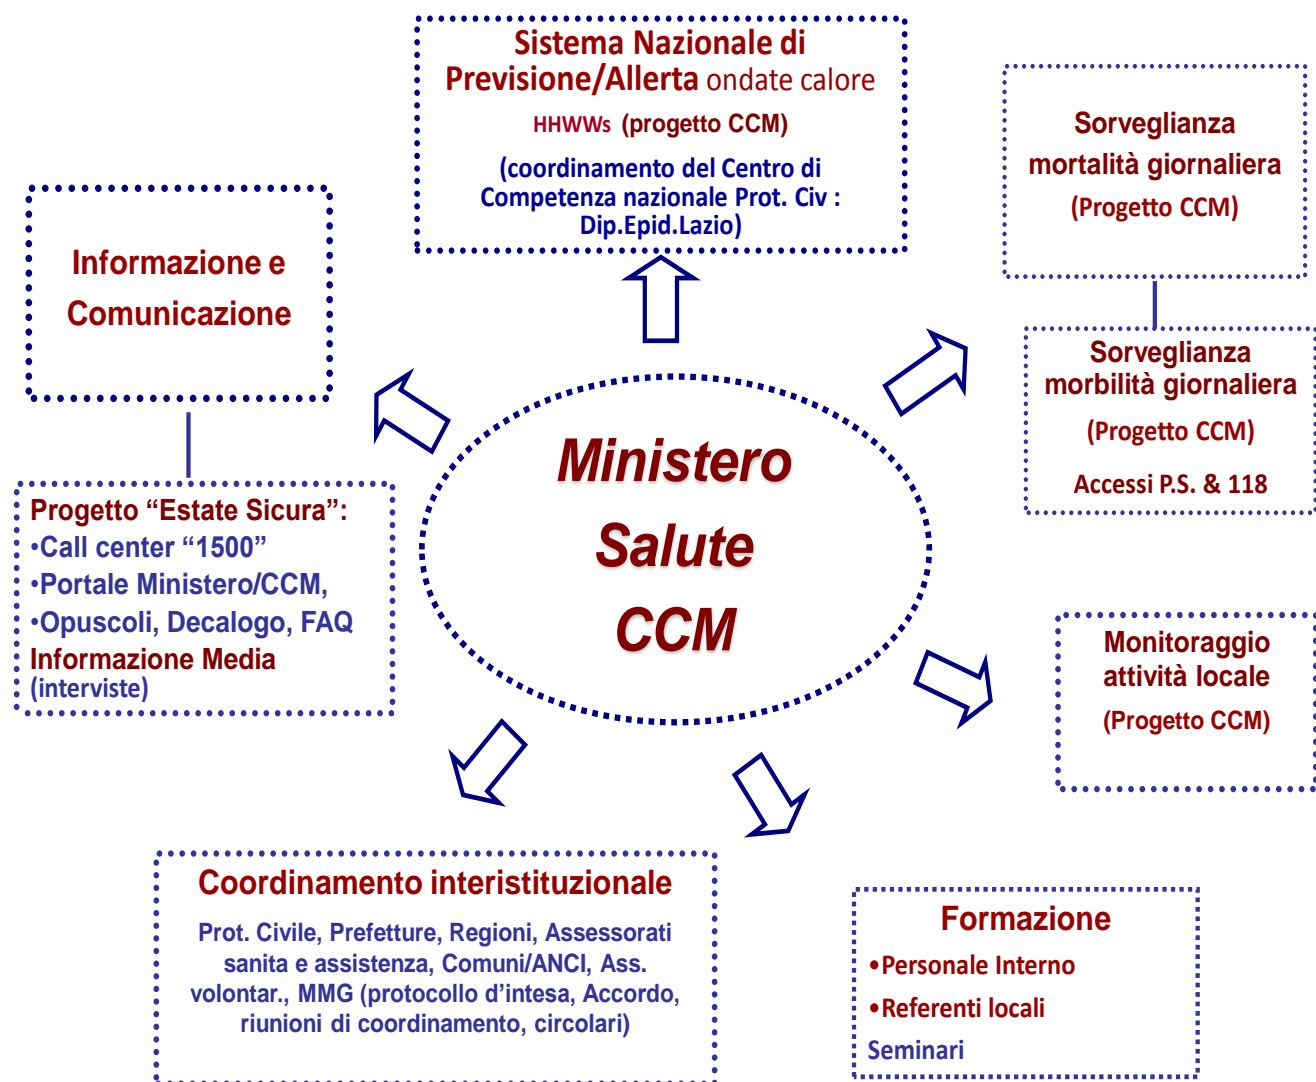 Sistema Nazionale di
Previsione/Allerta ondate calore
HHWWs (progetto CCM)
(coordinamento del Centro di
Competenza nazionale Prot. Civ :
Dip.Epid.Lazio)
Sorveglianza
mortalità giornaliera
(Progetto CCM)
Informazione e
Comunicazione
Sorveglianza
morbilità giornaliera
(Progetto CCM)
Accessi P.S. & 118
Ministero
Salute
CCM
Progetto “Estate Sicura”:
•Call center “1500”
•Portale Ministero/CCM,
•Opuscoli, Decalogo, FAQ
Informazione Media
(interviste)
Monitoraggio
attività locale
(Progetto CCM)
Coordinamento interistituzionale
Prot. Civile, Prefetture, Regioni, Assessorati
sanita e assistenza, Comuni/ANCI, Ass.
volontar., MMG (protocollo d’intesa, Accordo,
riunioni di coordinamento, circolari)
Formazione
•Personale Interno
•Referenti locali
Seminari